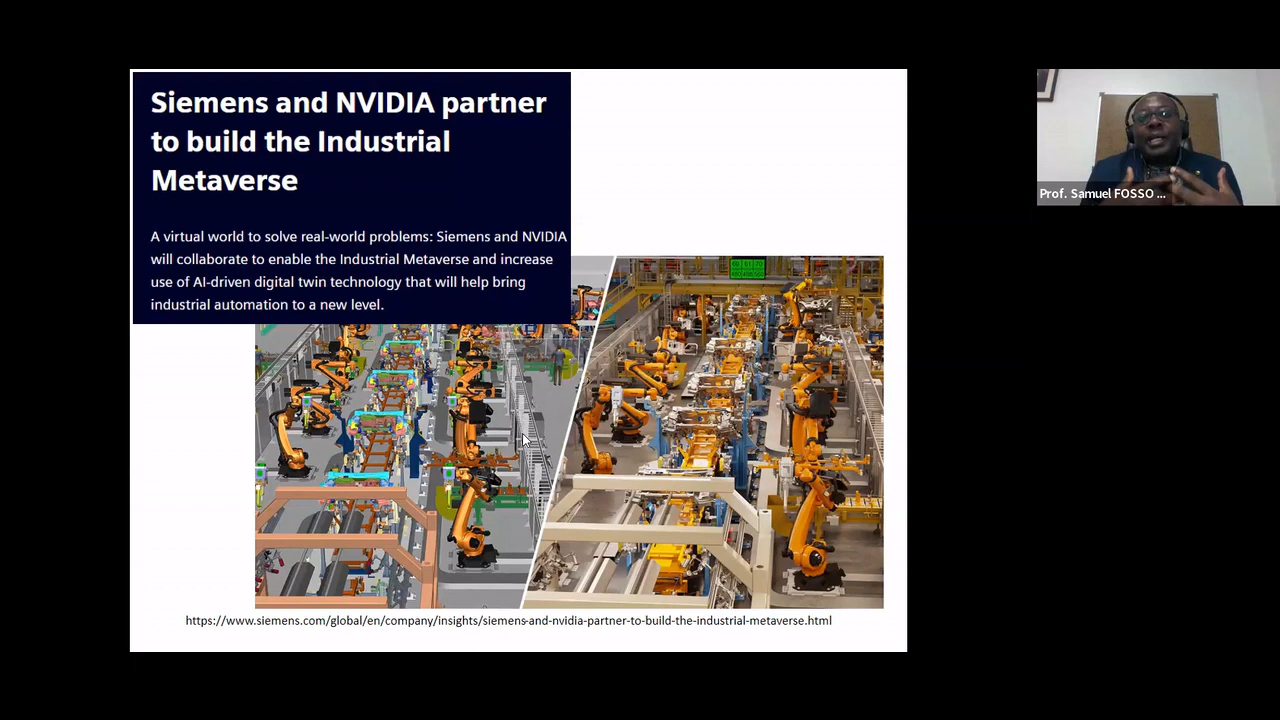 Siemens and NVIDIA partner
to build the Industrial
Metaverse
A virtual world to solve real-world problems: Siemens and NVIDIA
will collaborate to enable the Industrial Metaverse and increase
use of AI-driven digital twin technology that will help bring
industrial automation to a new level.
https://www.siemens.com/global/en/company/insights/siemens-and-nvidia-partner-to-build-the-industrial-metaverse.html
Prof. Samuel FOSSO ...